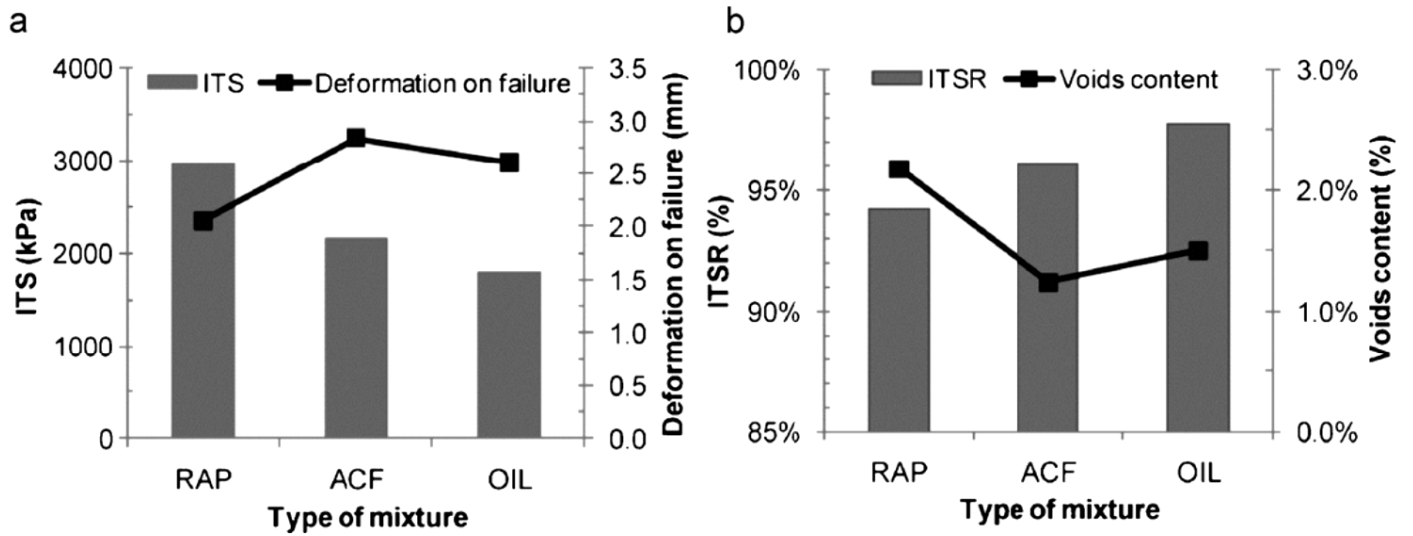 a
ITS
Deformation on failure
4000
3000
2000
1000
0
ITS (kPa)
3.5
3.0
2.5
2.0
1.5
1.0
0.5
0.0
Deformation on failure (mm)
RAP
ACF
OIL
Type of mixture
b
ITSR
Voids content
100%
95%
90%
85%
ITSR (%)
3.0%
2.0%
1.0%
0.0%
Voids content (%)
RAP
ACF
OIL
Type of mixture